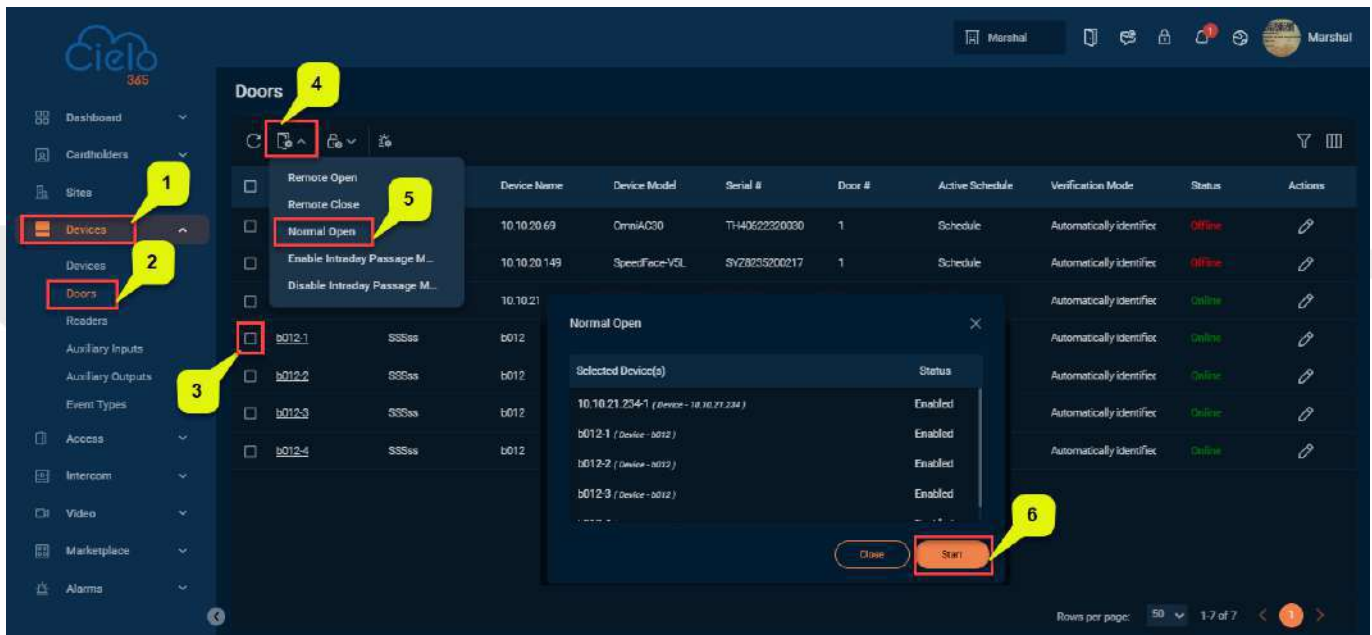 Cielo
365
Marshal
1
Marshal
Doors
4
Dashboard
Cardholders
Sites
1
Devices
Devices
2
Doors
Readers
Auxiliary Inputs
Auxiliary Outputs
3
Event Types
Access
Intercom
Video
Marketplace
Alarms
Remote Open
Remote Close
5
Normal Open
Enable Intraday Passage M...
Disable Intraday Passage M...
Device Name Device Model Serial # Door # Active Schedule Verification Mode Status Actions
10.10.20.69 OmniAC30 TH40622320030 1 Schedule Automatically identifiec Offline
10.10.20.149 SpeedFace-V5L SYZ8235200217 1 Schedule Automatically identifiec Offline
10.10.21 Automatically identifiec Online
b012-1 SSSss b012 Automatically identifiec Online
b012-2 SSSss b012 Automatically identifiec Online
b012-3 SSSss b012 Automatically identifiec Online
b012-4 SSSss b012 Automatically identifiec Online
Normal Open
Selected Device(s) Status
10.10.21.234-1 (Device - 10.10.21.234) Enabled
b012-1 (Device - b012) Enabled
b012-2 (Device - b012) Enabled
b012-3 (Device - b012) Enabled
6
Close Start
Rows per page: 50 1-7 of 7 1